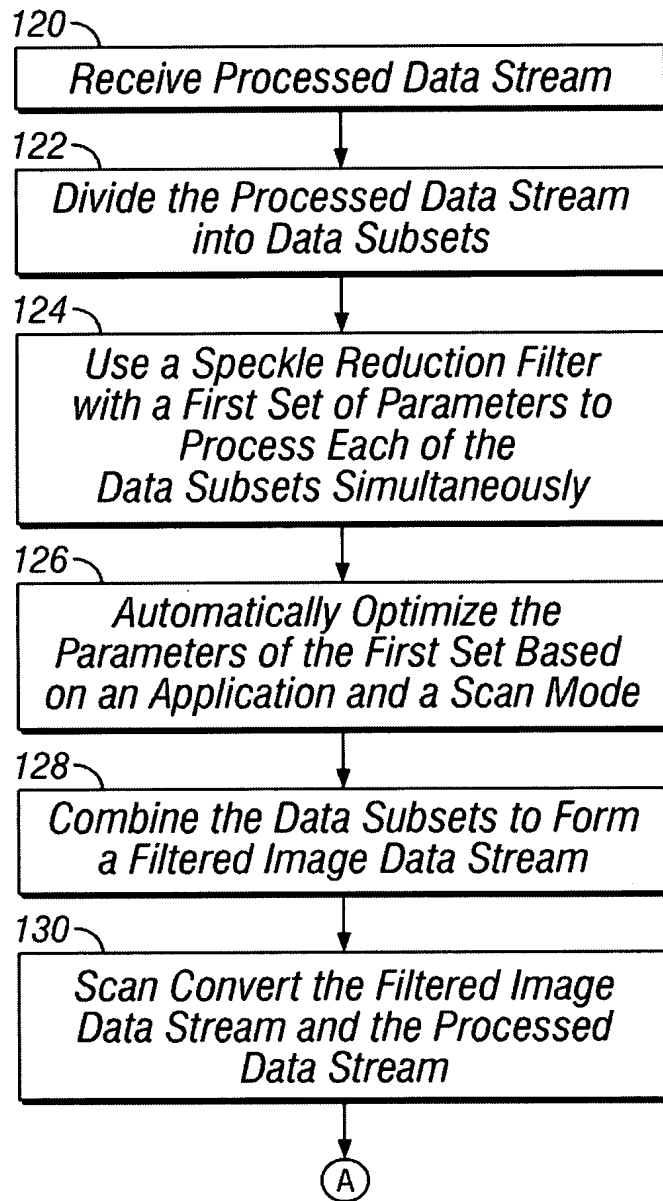 120
Receive Processed Data Stream
122
Divide the Processed Data Stream
into Data Subsets
124
Use a Speckle Reduction Filter
with a First Set of Parameters to
Process Each of the
Data Subsets Simultaneously
126
Automatically Optimize the
Parameters of the First Set Based
on an Application and a Scan Mode
128
Combine the Data Subsets to Form
a Filtered Image Data Stream
130
Scan Convert the Filtered Image
Data Stream and the Processed
Data Stream
A